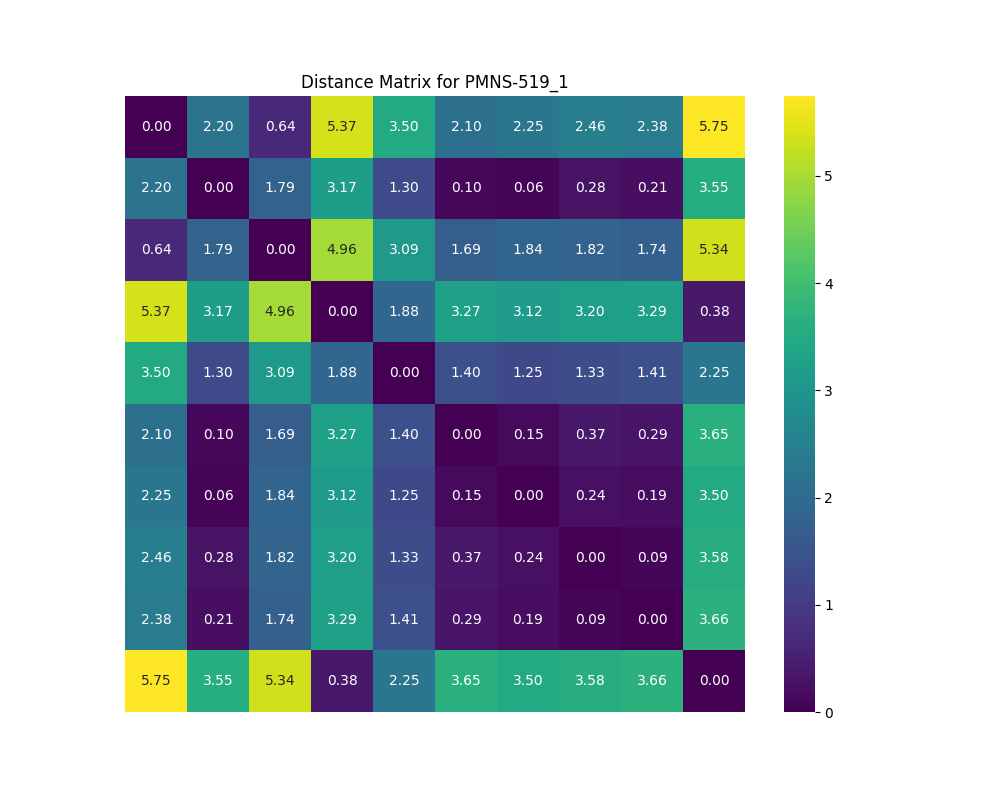 Distance Matrix for PMNS-519_1
0.00 2.20 0.64 5.37 3.50 2.10 2.25 2.46 2.38 5.75
2.20 0.00 1.79 3.17 1.30 0.10 0.06 0.28 0.21 3.55
0.64 1.79 0.00 4.96 3.09 1.69 1.84 1.82 1.74 5.34
5.37 3.17 4.96 0.00 1.88 3.27 3.12 3.20 3.29 0.38
3.50 1.30 3.09 1.88 0.00 1.40 1.25 1.33 1.41 2.25
2.10 0.10 1.69 3.27 1.40 0.00 0.15 0.37 0.29 3.65
2.25 0.06 1.84 3.12 1.25 0.15 0.00 0.24 0.19 3.50
2.46 0.28 1.82 3.20 1.33 0.37 0.24 0.00 0.09 3.58
2.38 0.21 1.74 3.29 1.41 0.29 0.19 0.09 0.00 3.66
5.75 3.55 5.34 0.38 2.25 3.65 3.50 3.58 3.66 0.00
5
4
3
2
1
0